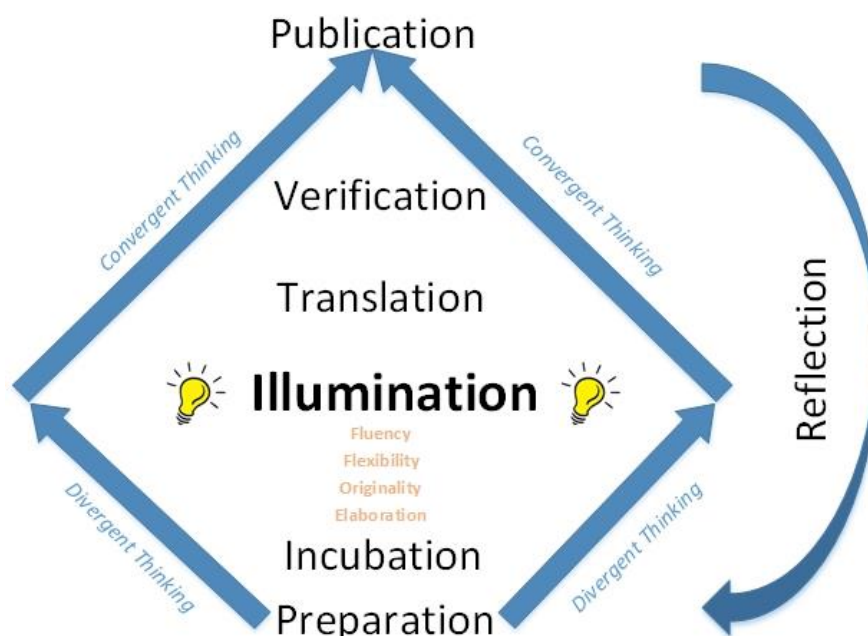 Publication
Convergent Thinking
Convergent Thinking
Verification
Translation
Illumination
Reflection
Fluency
Flexibility
Originality
Elaboration
Divergent Thinking
Divergent Thinking
Incubation
Preparation